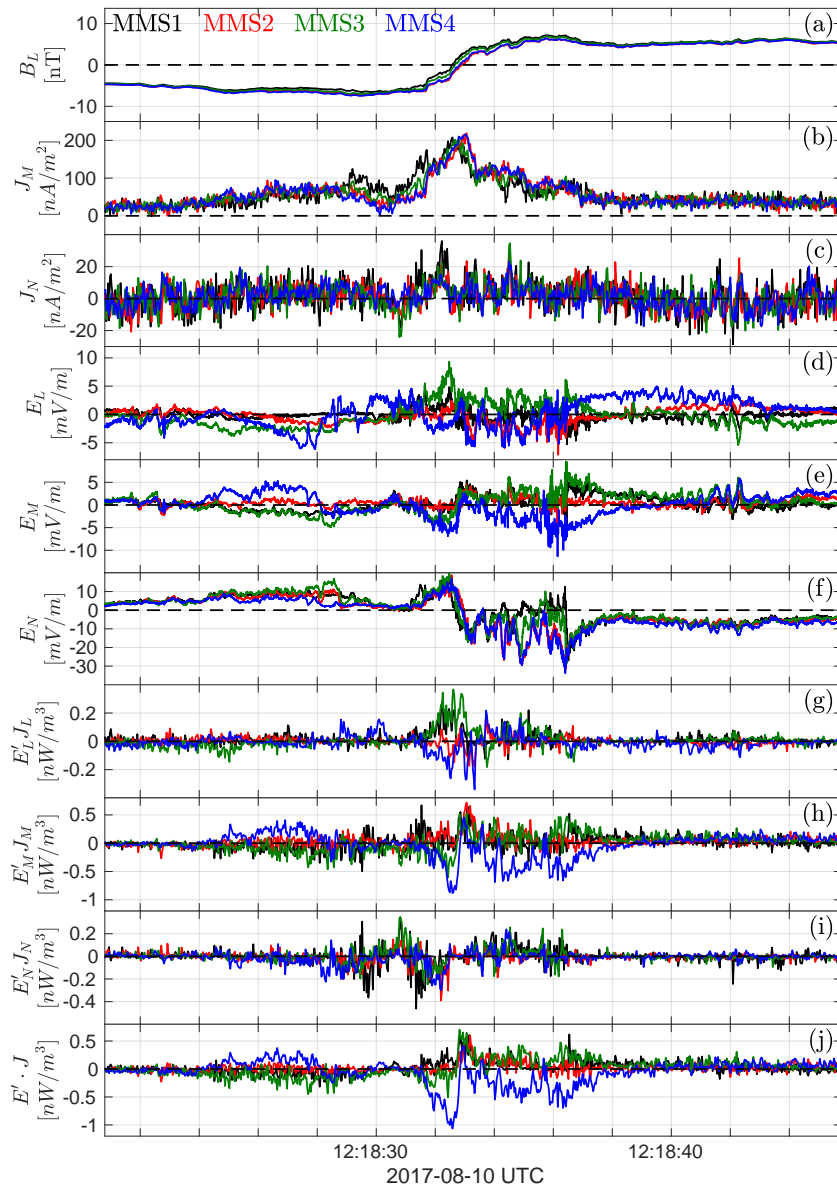 MMS1 MMS2 MMS3 MMS4 (a)
B_L [nT]
0
-10
(b)
J_M [nA/m^2]
200
100
0
(c)
J_N [nA/m^2]
20
0
-20
(d)
E_L [mV/m]
10
5
0
-5
(e)
E_M [mV/m]
5
0
-5
-10
(f)
E_N [mV/m]
10
0
-10
-20
-30
(g)
E'_L J_L [nW/m^3]
0.2
0
-0.2
(h)
E'_M J_M [nW/m^3]
0.5
0
-0.5
-1
(i)
E'_N J_N [nW/m^3]
0.2
0
-0.2
-0.4
(j)
E' · J [nW/m^3]
0.5
0
-0.5
-1
12:18:30 12:18:40
2017-08-10 UTC